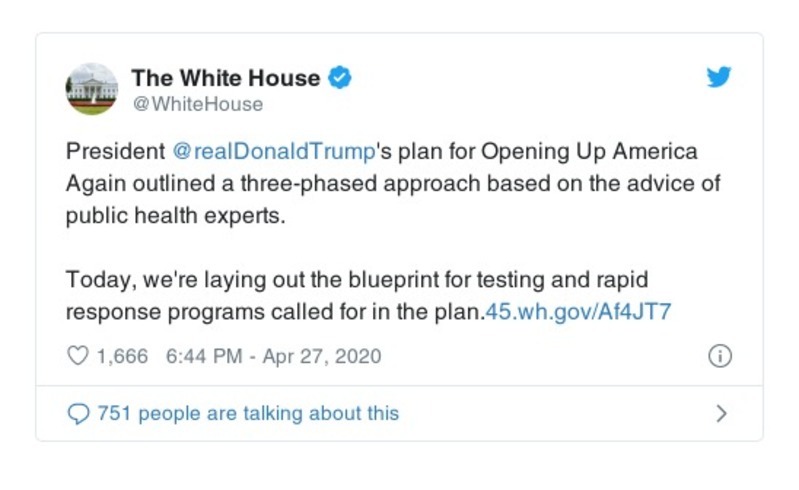 The White House
@WhiteHouse
President @realDonaldTrump's plan for Opening Up America
Again outlined a three-phased approach based on the advice of
public health experts.
Today, we're laying out the blueprint for testing and rapid
response programs called for in the plan.45.wh.gov/Af4JT7
1,666 6:44 PM - Apr 27, 2020
751 people are talking about this